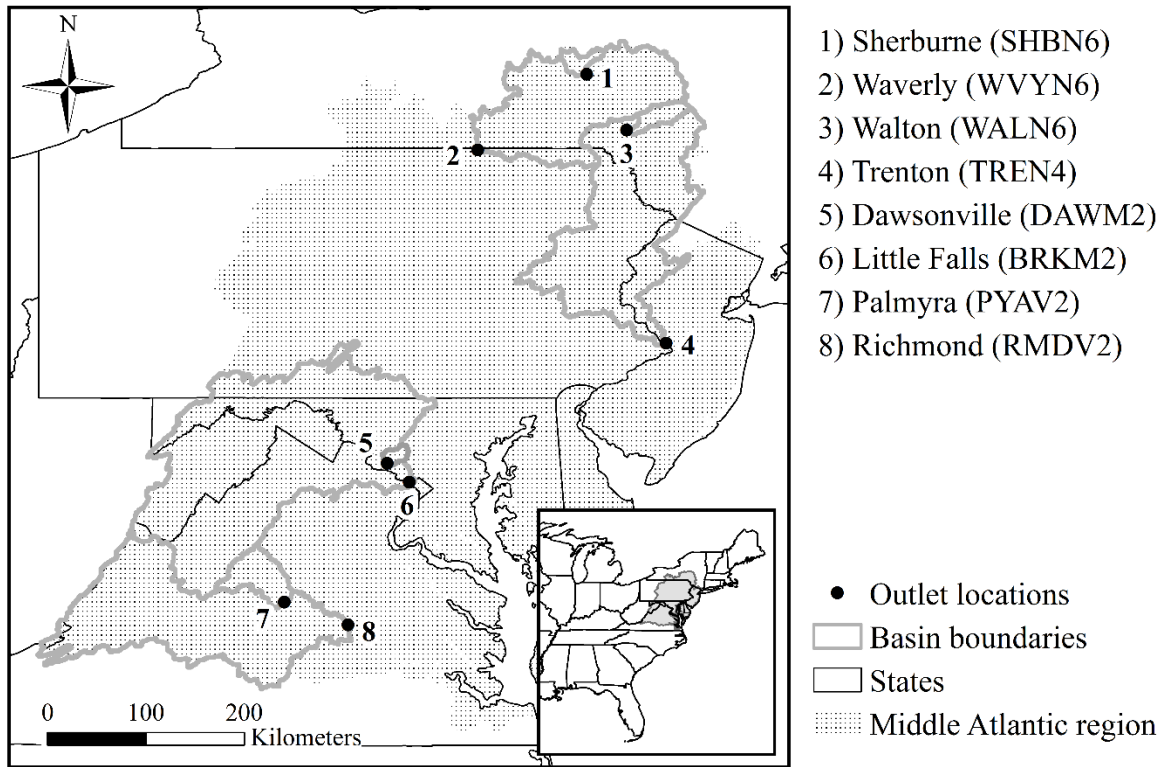 N
1
2
3
4
5
6
7
8
0 100 200
Kilometers
1) Sherburne (SHBN6)
2) Waverly (WVYN6)
3) Walton (WALN6)
4) Trenton (TREN4)
5) Dawsonville (DAWM2)
6) Little Falls (BRKM2)
7) Palmyra (PYAV2)
8) Richmond (RMDV2)
Outlet locations
Basin boundaries
States
Middle Atlantic region